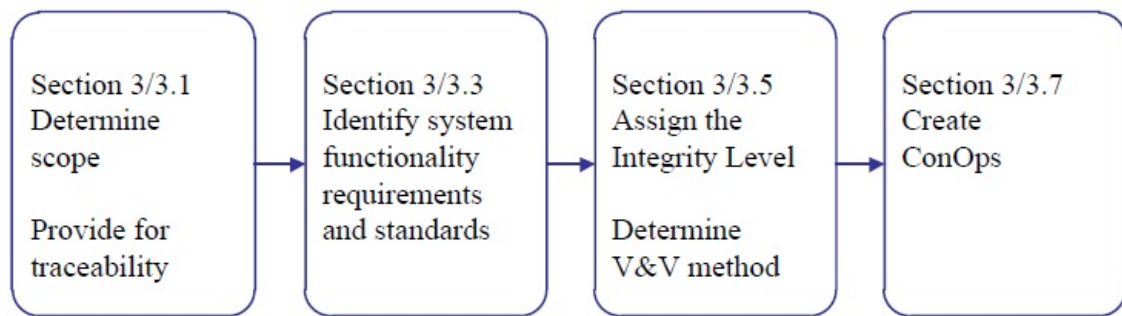 Section 3/3.1
Determine
scope
Provide for
traceability
Section 3/3.3
Identify system
functionality
requirements
and standards
Section 3/3.5
Assign the
Integrity Level
Determine
V&V method
Section 3/3.7
Create
ConOps